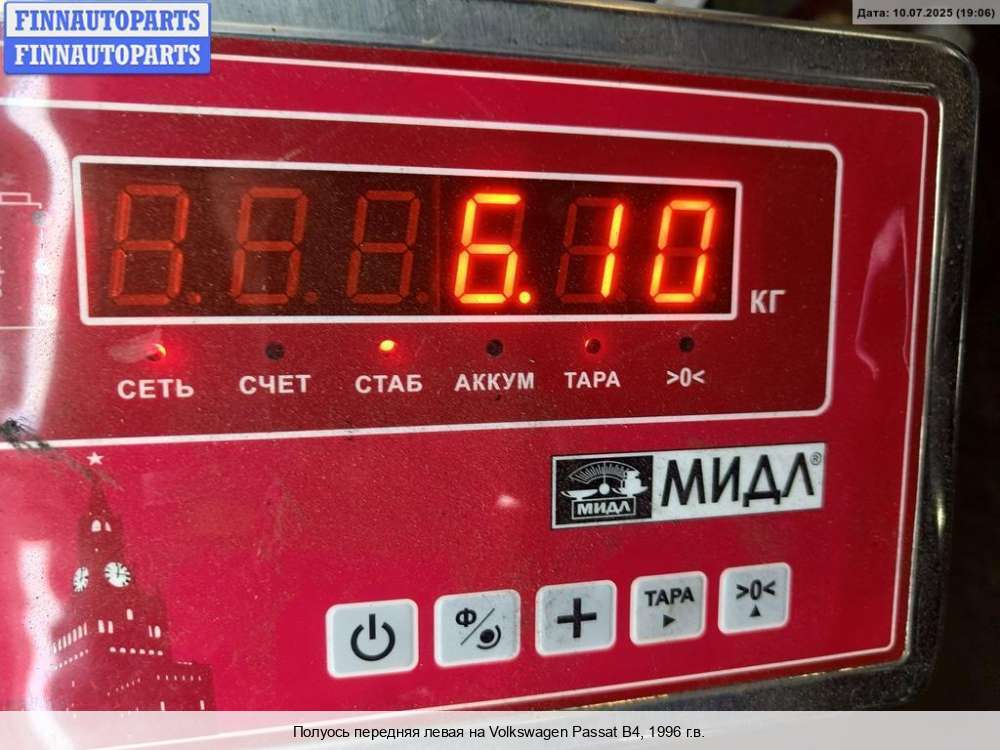 FINNAUTOPARTS
FINNAUTOPARTS
Дата: 10.07.2025 (19:06)
6.10
КГ
СЕТЬ СЧЕТ СТАБ АККУМ ТАРА >0<
МИДЛ МИДЛ®
Ф ТАРА >0<
Полуось передняя левая на Volkswagen Passat B4, 1996 г.в.